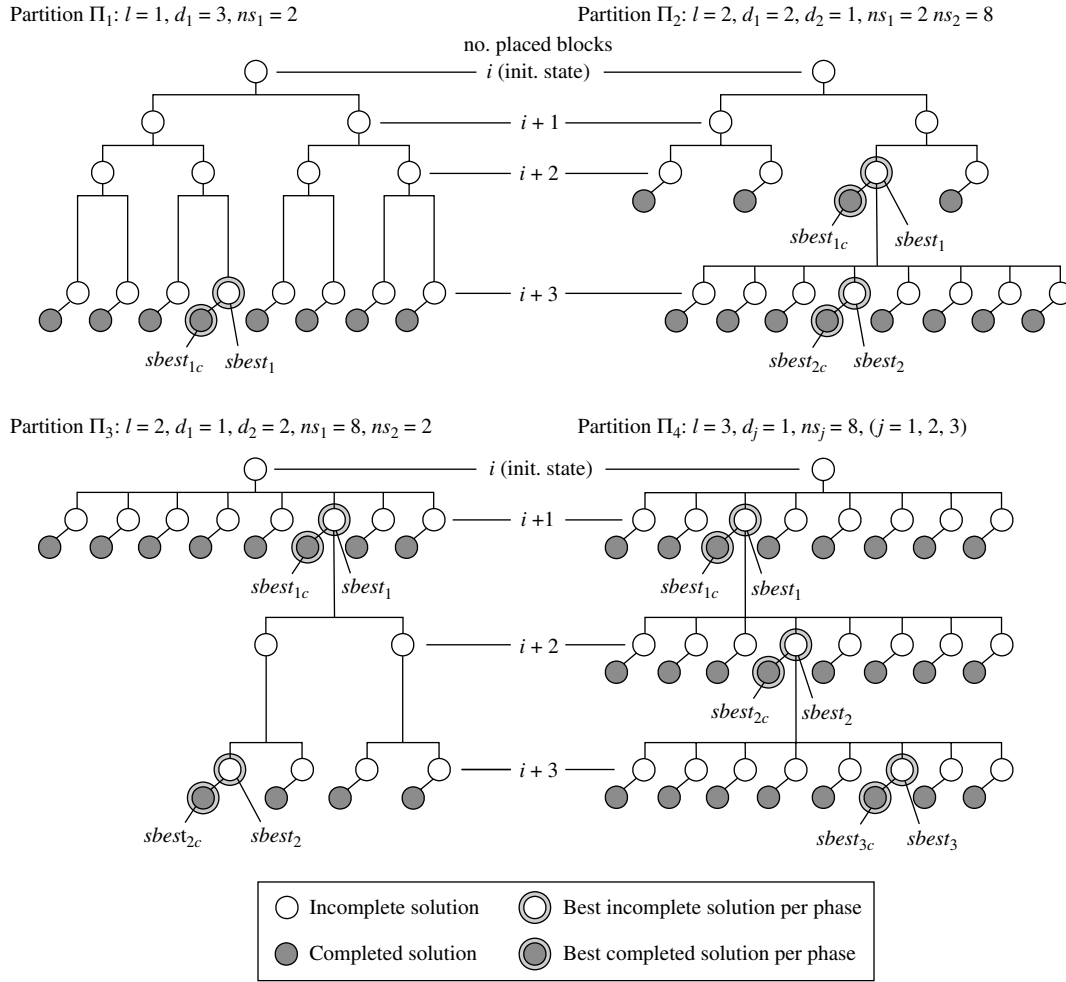 Partition Π₁: l = 1, d₁ = 3, ns₁ = 2
Partition Π₂: l = 2, d₁ = 2, d₂ = 1, ns₁ = 2 ns₂ = 8
no. placed blocks
i (init. state)
i + 1
i + 2
sbest₁c
sbest₁
i + 3
sbest₁c
sbest₁
sbest₂c
sbest₂
Partition Π₃: l = 2, d₁ = 1, d₂ = 2, ns₁ = 8, ns₂ = 2
Partition Π₄: l = 3, dⱼ = 1, nsⱼ = 8, (j = 1, 2, 3)
i (init. state)
i +1
sbest₁c
sbest₁
sbest₁c
sbest₁
i + 2
sbest₂c
sbest₂
i + 3
sbest₂c
sbest₂
sbest₃c
sbest₃
Incomplete solution
Best incomplete solution per phase
Completed solution
Best completed solution per phase